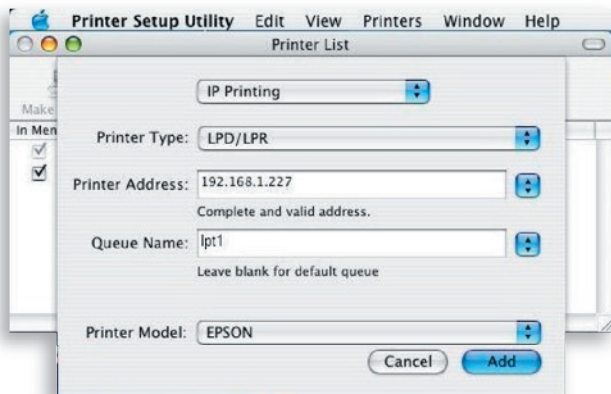 Printer Setup Utility Edit View Printers Window Help
Printer List
Make
IP Printing
In Men
Printer Type: LPD/LPR
Printer Address: 192.168.1.227
Complete and valid address.
Queue Name: lpt1
Leave blank for default queue
Printer Model: EPSON
Cancel Add